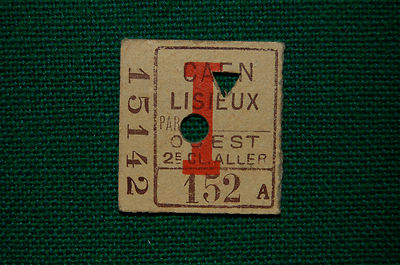 15142
CAEN
LISIEUX
PAR
OUEST
2E CL. ALLER
152 A
I